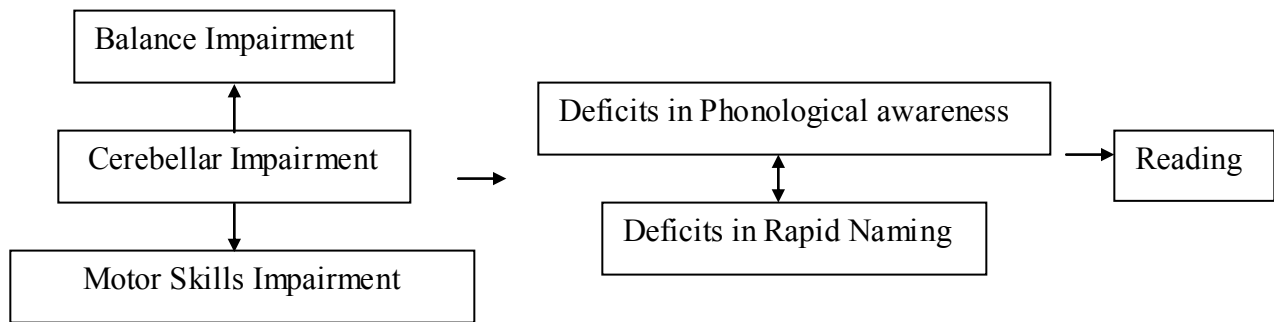 Balance Impairment
Cerebellar Impairment
Motor Skills Impairment
Deficits in Phonological awareness
Deficits in Rapid Naming
Reading